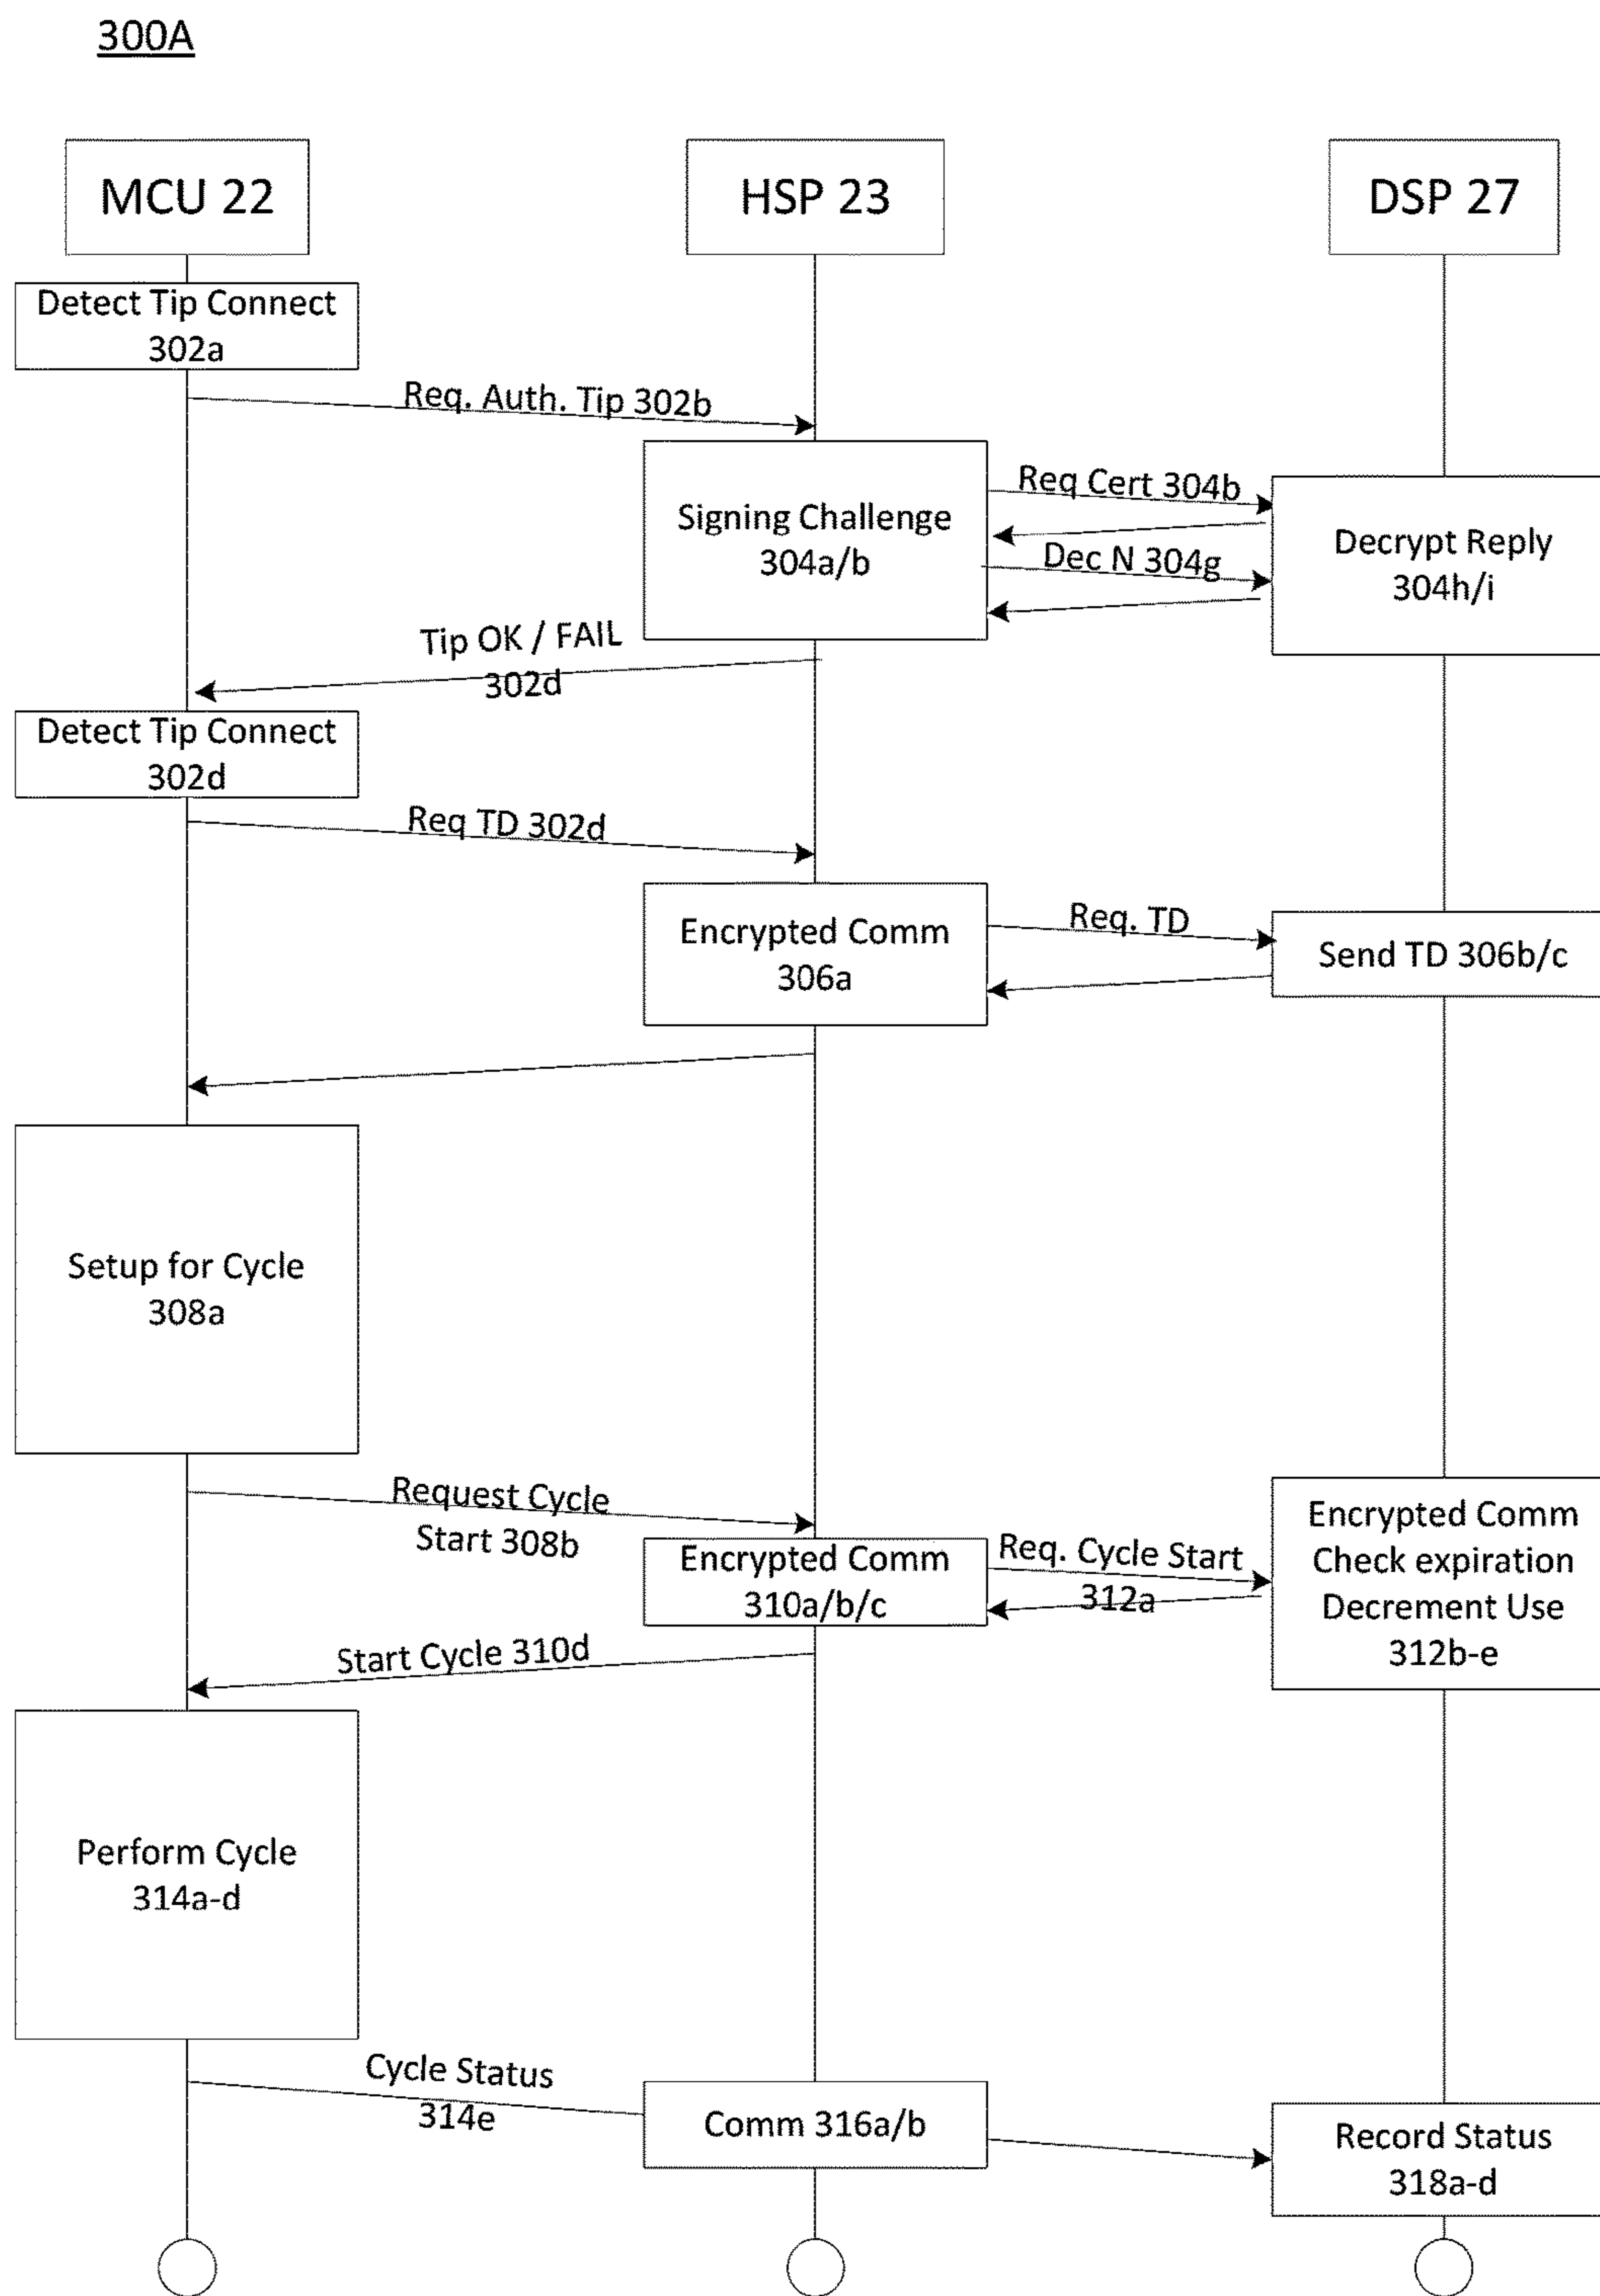 300A
MCU 22
HSP 23
DSP 27
Detect Tip Connect
302a
Req. Auth. Tip 302b
Signing Challenge
304a/b
Req Cert 304b
Dec N 304g
Decrypt Reply
304h/i
Tip OK / FAIL
302d
Detect Tip Connect
302d
Req TD 302d
Encrypted Comm
306a
Req. TD
Send TD 306b/c
Setup for Cycle
308a
Request Cycle
Start 308b
Encrypted Comm
310a/b/c
Req. Cycle Start
312a
Encrypted Comm
Check expiration
Decrement Use
312b-e
Start Cycle 310d
Perform Cycle
314a-d
Cycle Status
314e
Comm 316a/b
Record Status
318a-d